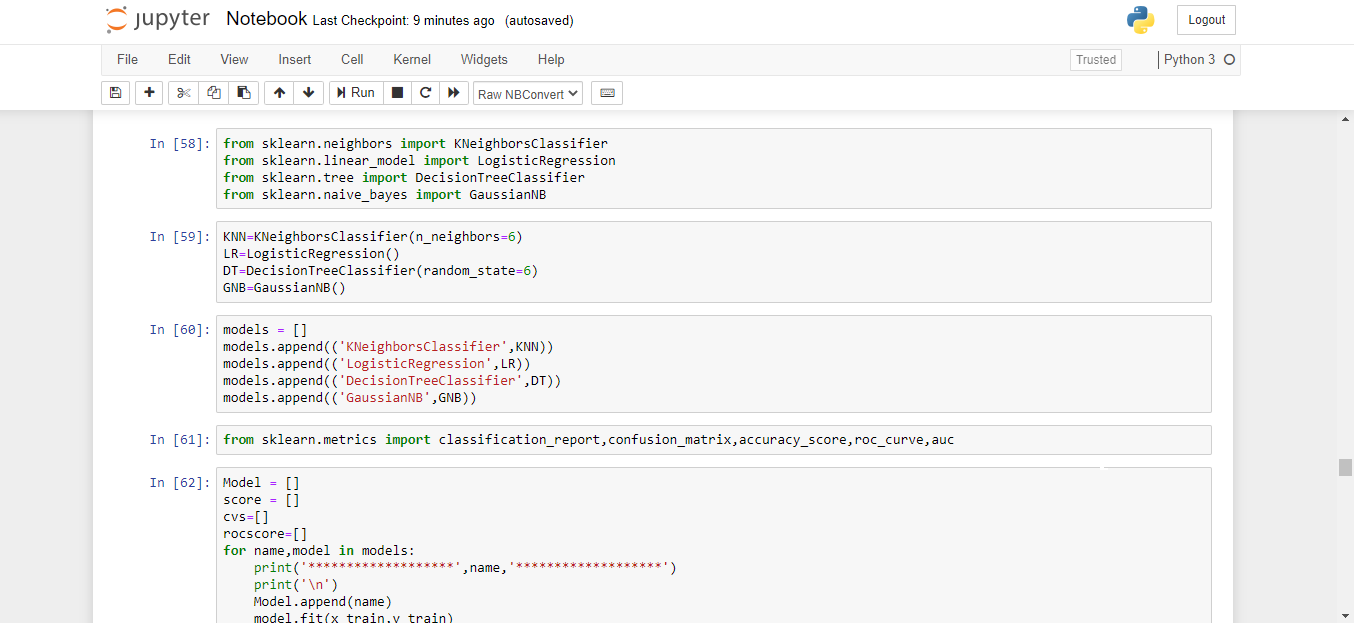 jupyter Notebook Last Checkpoint: 9 minutes ago (autosaved) Logout
File Edit View Insert Cell Kernel Widgets Help Trusted Python 3
Run Raw NBConvert
In [58]: from sklearn.neighbors import KNeighborsClassifier
from sklearn.linear_model import LogisticRegression
from sklearn.tree import DecisionTreeClassifier
from sklearn.naive_bayes import GaussianNB
In [59]: KNN=KNeighborsClassifier(n_neighbors=6)
LR=LogisticRegression()
DT=DecisionTreeClassifier(random_state=6)
GNB=GaussianNB()
In [60]: models = []
models.append(('KNeighborsClassifier',KNN))
models.append(('LogisticRegression',LR))
models.append(('DecisionTreeClassifier',DT))
models.append(('GaussianNB',GNB))
In [61]: from sklearn.metrics import classification_report,confusion_matrix,accuracy_score,roc_curve,auc
In [62]: Model = []
score = []
cvs=[]
rocscore=[]
for name,model in models:
    print('*******************',name,'*******************')
    print('\n')
    Model.append(name)
    model.fit(x_train,y_train)